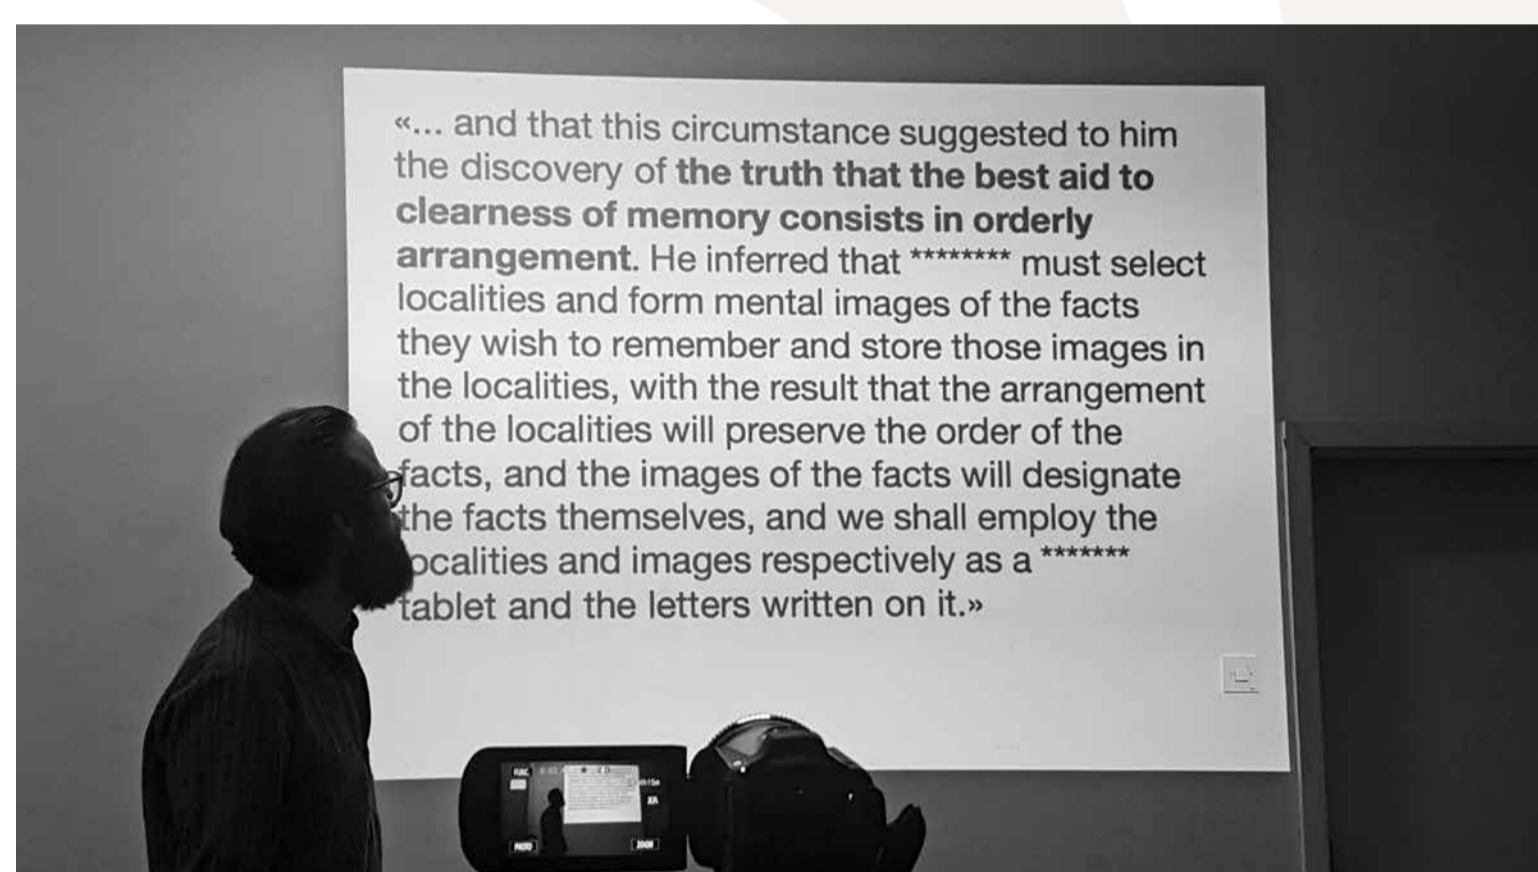 «... and that this circumstance suggested to him
the discovery of the truth that the best aid to
clearness of memory consists in orderly
arrangement. He inferred that ******** must select
localities and form mental images of the facts
they wish to remember and store those images in
the localities, with the result that the arrangement
of the localities will preserve the order of the
facts, and the images of the facts will designate
the facts themselves, and we shall employ the
ocalities and images respectively as a *******
tablet and the letters written on it.»
FUNC.
PHOTO
ZOOM